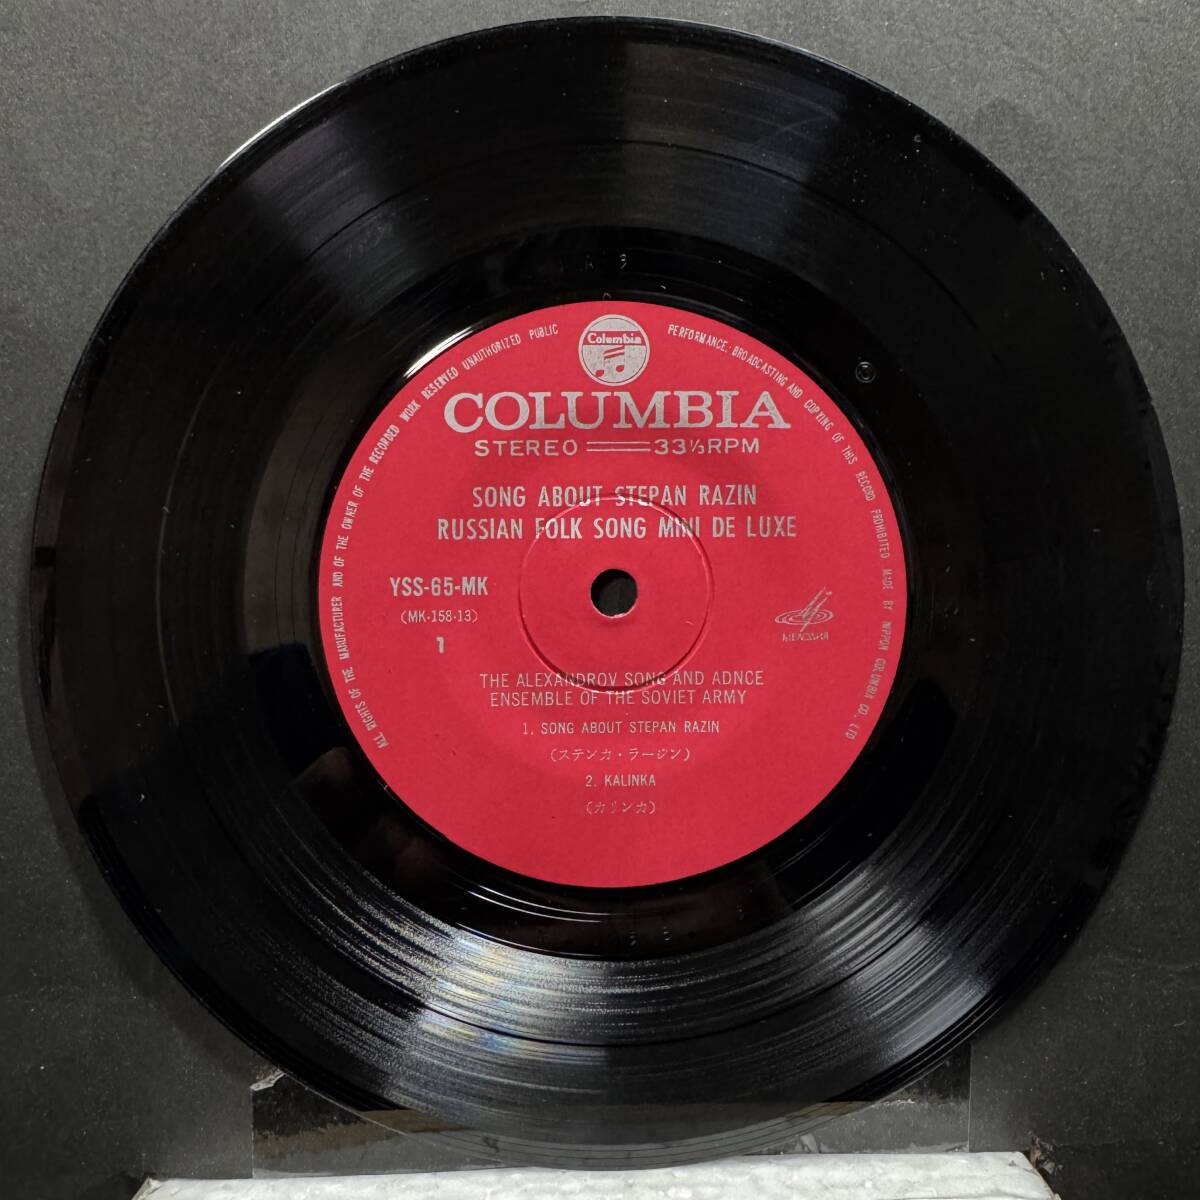 ALL RIGHTS OF THE MANUFACTURER AND OF THE OWNER OF THE RECORDED WORK RESERVED UNAUTHORIZED PUBLIC PERFORMANCE; BROADCASTING AND COPYING OF THIS RECORD PROHIBITED MADE BY NIPPON COLUMBIA CO., LTD
Columbia
COLUMBIA
STEREO 33⅓RPM
SONG ABOUT STEPAN RAZIN
RUSSIAN FOLK SONG MINI DE LUXE
YSS-65-MK
(MK-158-13)
1
МЕЛОДИЯ
THE ALEXANDROV SONG AND ADNCE
ENSEMBLE OF THE SOVIET ARMY
1. SONG ABOUT STEPAN RAZIN
(ステンカ・ラージン)
2. KALINKA
(カリンカ)